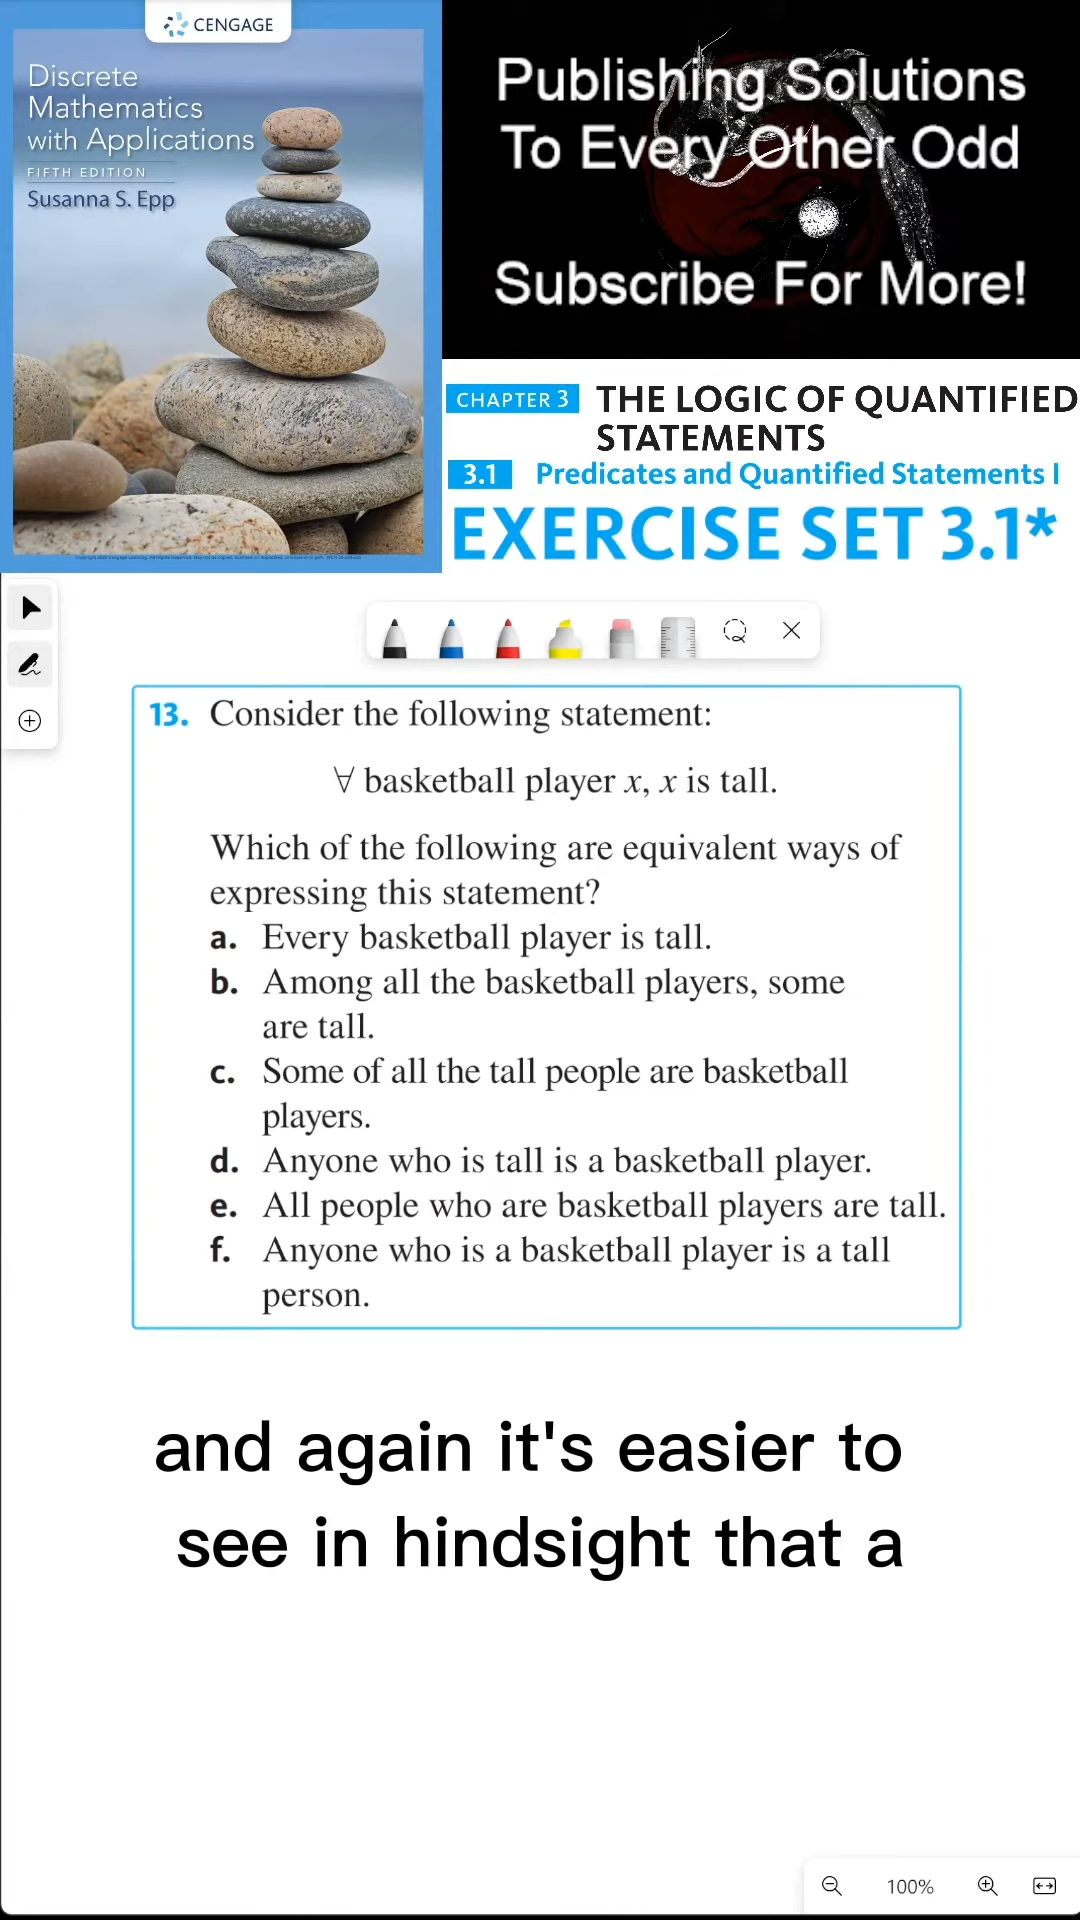 CENGAGE
Discrete
Mathematics
with Applications
FIFTH EDITION
Susanna S. Epp
Publishing Solutions
To Every Other Odd
Subscribe For More!
CHAPTER 3 THE LOGIC OF QUANTIFIED
STATEMENTS
3.1 Predicates and Quantified Statements I
EXERCISE SET 3.1*
13. Consider the following statement:
∀ basketball player x, x is tall.
Which of the following are equivalent ways of
expressing this statement?
a. Every basketball player is tall.
b. Among all the basketball players, some
are tall.
c. Some of all the tall people are basketball
players.
d. Anyone who is tall is a basketball player.
e. All people who are basketball players are tall.
f. Anyone who is a basketball player is a tall
person.
and again it's easier to
see in hindsight that a
100%